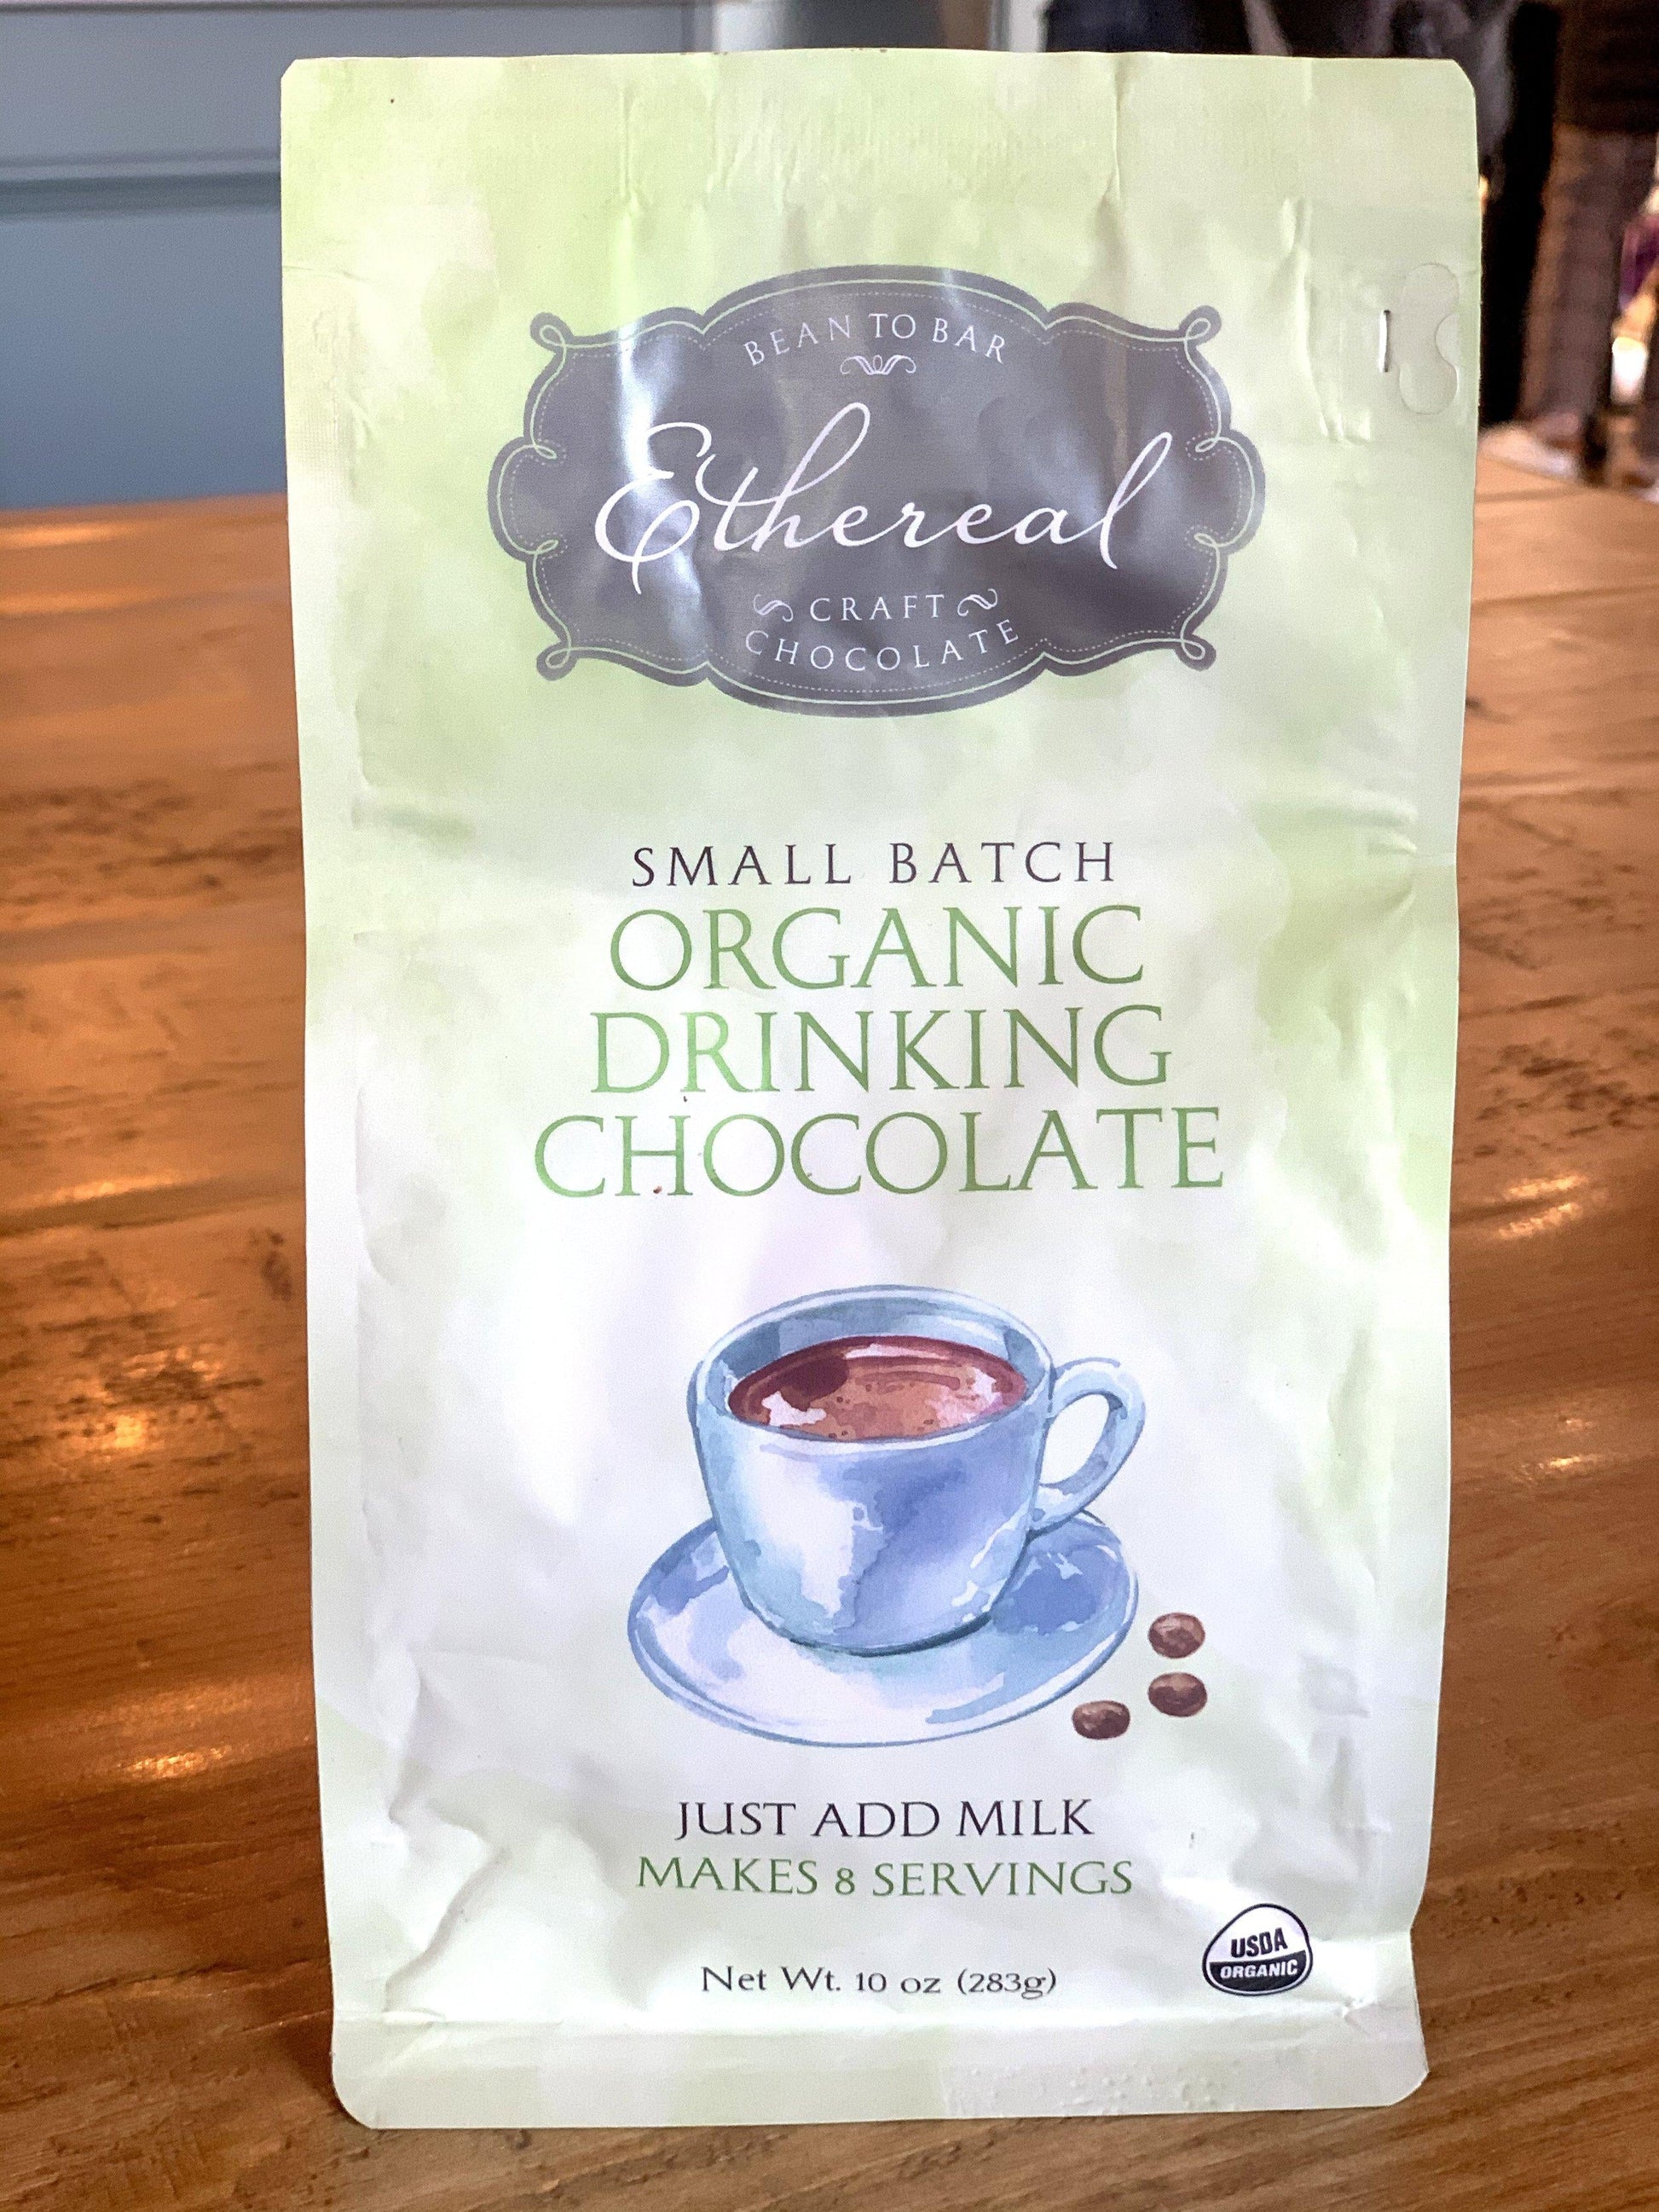 BEAN TO BAR
Ethereal
CRAFT
CHOCOLATE
SMALL BATCH
ORGANIC
DRINKING
CHOCOLATE
JUST ADD MILK
MAKES 8 SERVINGS
Net Wt. 10 oz (283g)
USDA
ORGANIC